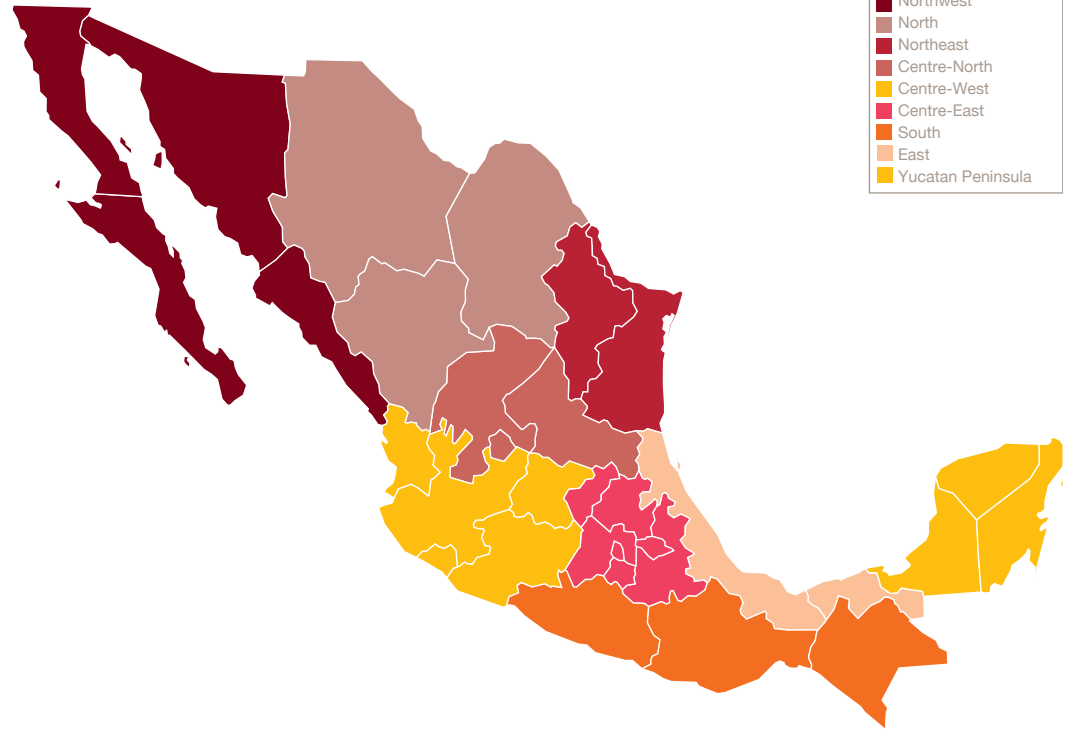 Northwest
North
Northeast
Centre-North
Centre-West
Centre-East
South
East
Yucatan Peninsula